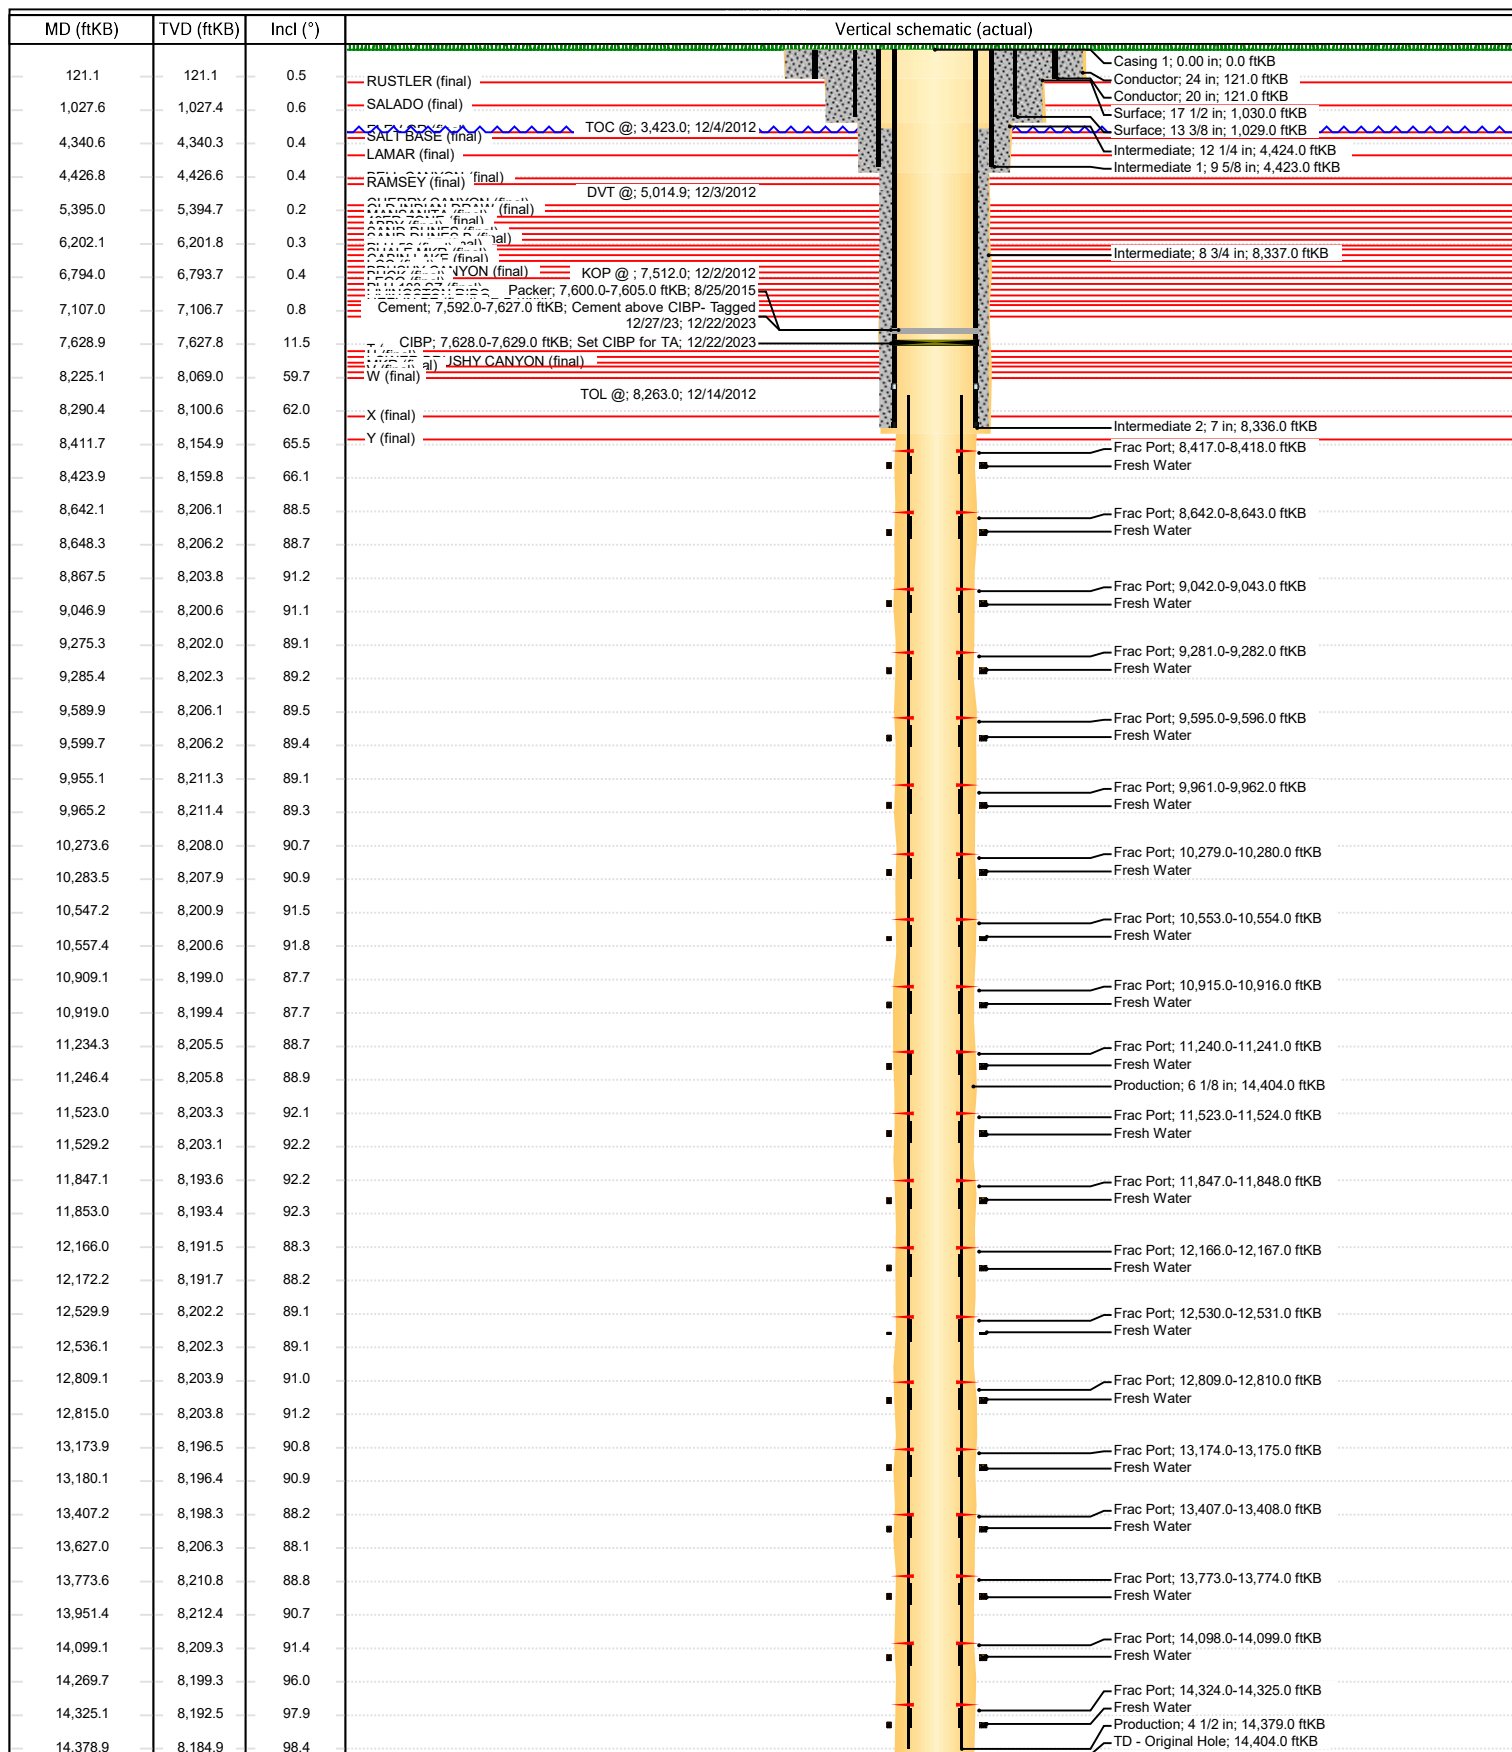 MD (ftKB) TVD (ftKB) Incl (°) Vertical schematic (actual)
Casing 1; 0.00 in; 0.0 ftKB
121.1 121.1 0.5
RUSTLER (final)
Conductor; 24 in; 121.0 ftKB
Conductor; 20 in; 121.0 ftKB
1,027.6 1,027.4 0.6
SALADO (final)
Surface; 17 1/2 in; 1,030.0 ftKB
TOC @; 3,423.0; 12/4/2012
Surface; 13 3/8 in; 1,029.0 ftKB
SALT BASE (final)
4,340.6 4,340.3 0.4
Intermediate; 12 1/4 in; 4,424.0 ftKB
LAMAR (final)
Intermediate 1; 9 5/8 in; 4,423.0 ftKB
4,426.8 4,426.6 0.4
RAMSEY (final)
DVT @; 5,014.9; 12/3/2012
5,395.0 5,394.7 0.2
6,202.1 6,201.8 0.3
Intermediate; 8 3/4 in; 8,337.0 ftKB
6,794.0 6,793.7 0.4
KOP @ ; 7,512.0; 12/2/2012
Packer; 7,600.0-7,605.0 ftKB; 8/25/2015
7,107.0 7,106.7 0.8
Cement; 7,592.0-7,627.0 ftKB; Cement above CIBP- Tagged
12/27/23; 12/22/2023
7,628.9 7,627.8 11.5
CIBP; 7,628.0-7,629.0 ftKB; Set CIBP for TA; 12/22/2023
8,225.1 8,069.0 59.7
W (final)
TOL @; 8,263.0; 12/14/2012
8,290.4 8,100.6 62.0
X (final)
Intermediate 2; 7 in; 8,336.0 ftKB
8,411.7 8,154.9 65.5
Y (final)
Frac Port; 8,417.0-8,418.0 ftKB
Fresh Water
8,423.9 8,159.8 66.1
8,642.1 8,206.1 88.5
Frac Port; 8,642.0-8,643.0 ftKB
Fresh Water
8,648.3 8,206.2 88.7
8,867.5 8,203.8 91.2
Frac Port; 9,042.0-9,043.0 ftKB
Fresh Water
9,046.9 8,200.6 91.1
9,275.3 8,202.0 89.1
Frac Port; 9,281.0-9,282.0 ftKB
Fresh Water
9,285.4 8,202.3 89.2
9,589.9 8,206.1 89.5
Frac Port; 9,595.0-9,596.0 ftKB
Fresh Water
9,599.7 8,206.2 89.4
9,955.1 8,211.3 89.1
Frac Port; 9,961.0-9,962.0 ftKB
Fresh Water
9,965.2 8,211.4 89.3
10,273.6 8,208.0 90.7
Frac Port; 10,279.0-10,280.0 ftKB
Fresh Water
10,283.5 8,207.9 90.9
10,547.2 8,200.9 91.5
Frac Port; 10,553.0-10,554.0 ftKB
Fresh Water
10,557.4 8,200.6 91.8
10,909.1 8,199.0 87.7
Frac Port; 10,915.0-10,916.0 ftKB
Fresh Water
10,919.0 8,199.4 87.7
11,234.3 8,205.5 88.7
Frac Port; 11,240.0-11,241.0 ftKB
Fresh Water
11,246.4 8,205.8 88.9
Production; 6 1/8 in; 14,404.0 ftKB
11,523.0 8,203.3 92.1
Frac Port; 11,523.0-11,524.0 ftKB
Fresh Water
11,529.2 8,203.1 92.2
11,847.1 8,193.6 92.2
Frac Port; 11,847.0-11,848.0 ftKB
Fresh Water
11,853.0 8,193.4 92.3
12,166.0 8,191.5 88.3
Frac Port; 12,166.0-12,167.0 ftKB
Fresh Water
12,172.2 8,191.7 88.2
12,529.9 8,202.2 89.1
Frac Port; 12,530.0-12,531.0 ftKB
Fresh Water
12,536.1 8,202.3 89.1
12,809.1 8,203.9 91.0
Frac Port; 12,809.0-12,810.0 ftKB
Fresh Water
12,815.0 8,203.8 91.2
13,173.9 8,196.5 90.8
Frac Port; 13,174.0-13,175.0 ftKB
Fresh Water
13,180.1 8,196.4 90.9
13,407.2 8,198.3 88.2
Frac Port; 13,407.0-13,408.0 ftKB
Fresh Water
13,627.0 8,206.3 88.1
13,773.6 8,210.8 88.8
Frac Port; 13,773.0-13,774.0 ftKB
Fresh Water
13,951.4 8,212.4 90.7
14,099.1 8,209.3 91.4
Frac Port; 14,098.0-14,099.0 ftKB
Fresh Water
14,269.7 8,199.3 96.0
Frac Port; 14,324.0-14,325.0 ftKB
Fresh Water
14,325.1 8,192.5 97.9
Production; 4 1/2 in; 14,379.0 ftKB
14,378.9 8,184.9 98.4
TD - Original Hole; 14,404.0 ftKB